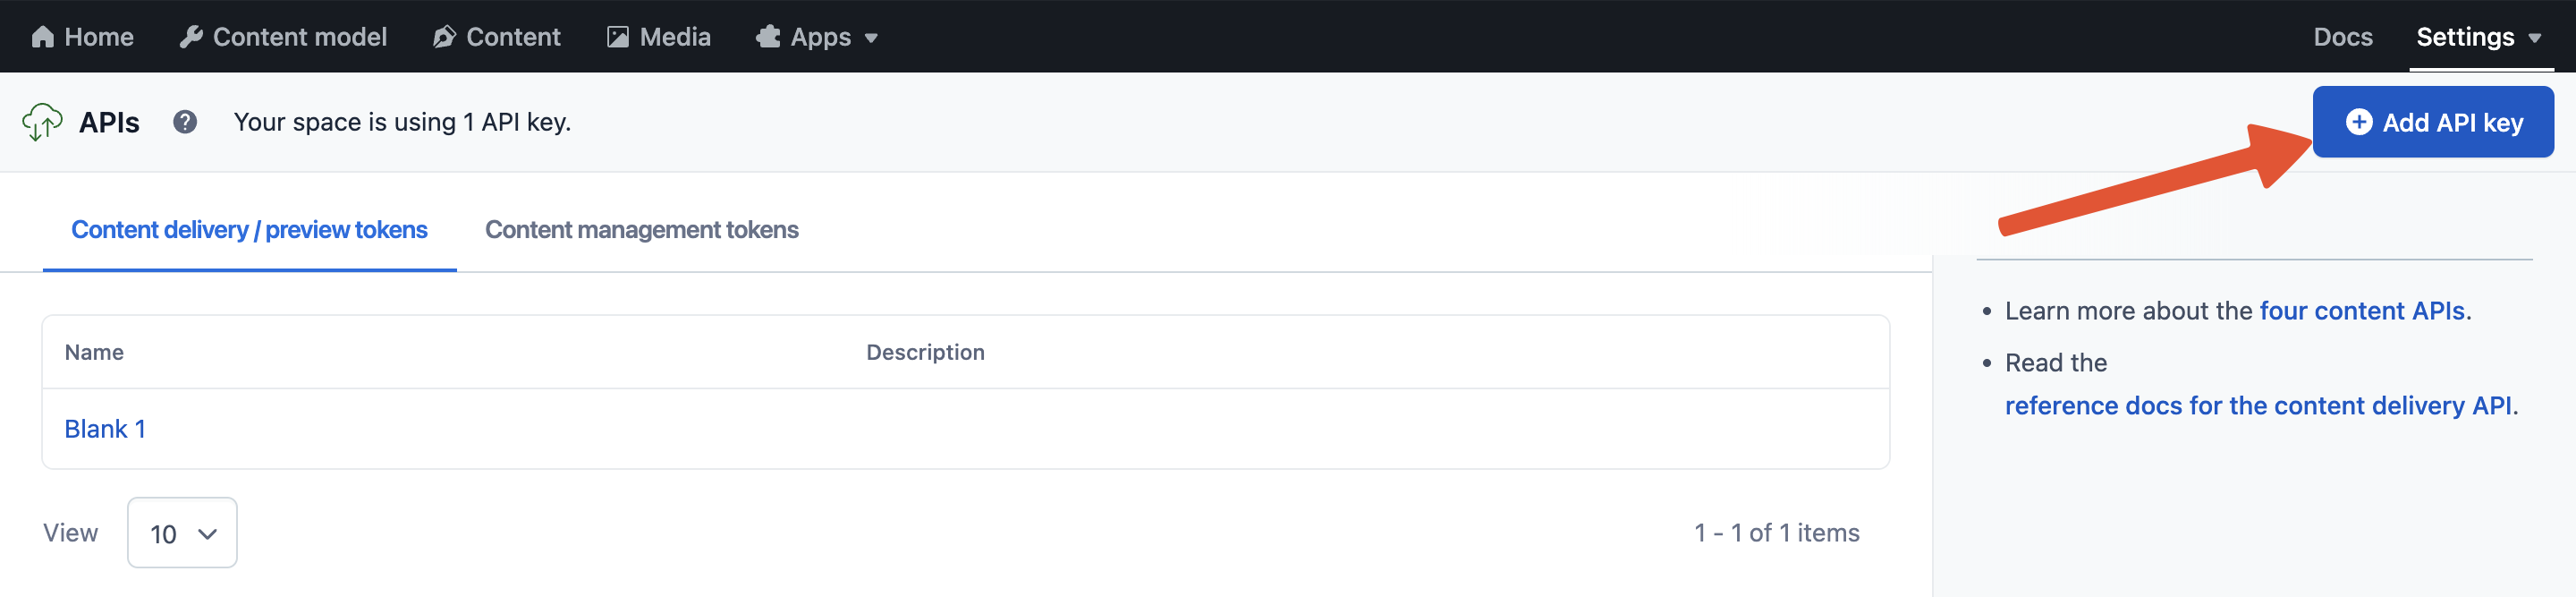 Home Content model Content Media Apps Docs Settings
APIs ? Your space is using 1 API key. Add API key
Content delivery / preview tokens Content management tokens
Name Description
Blank 1
View 10 1 - 1 of 1 items
Learn more about the four content APIs.
Read the
reference docs for the content delivery API.